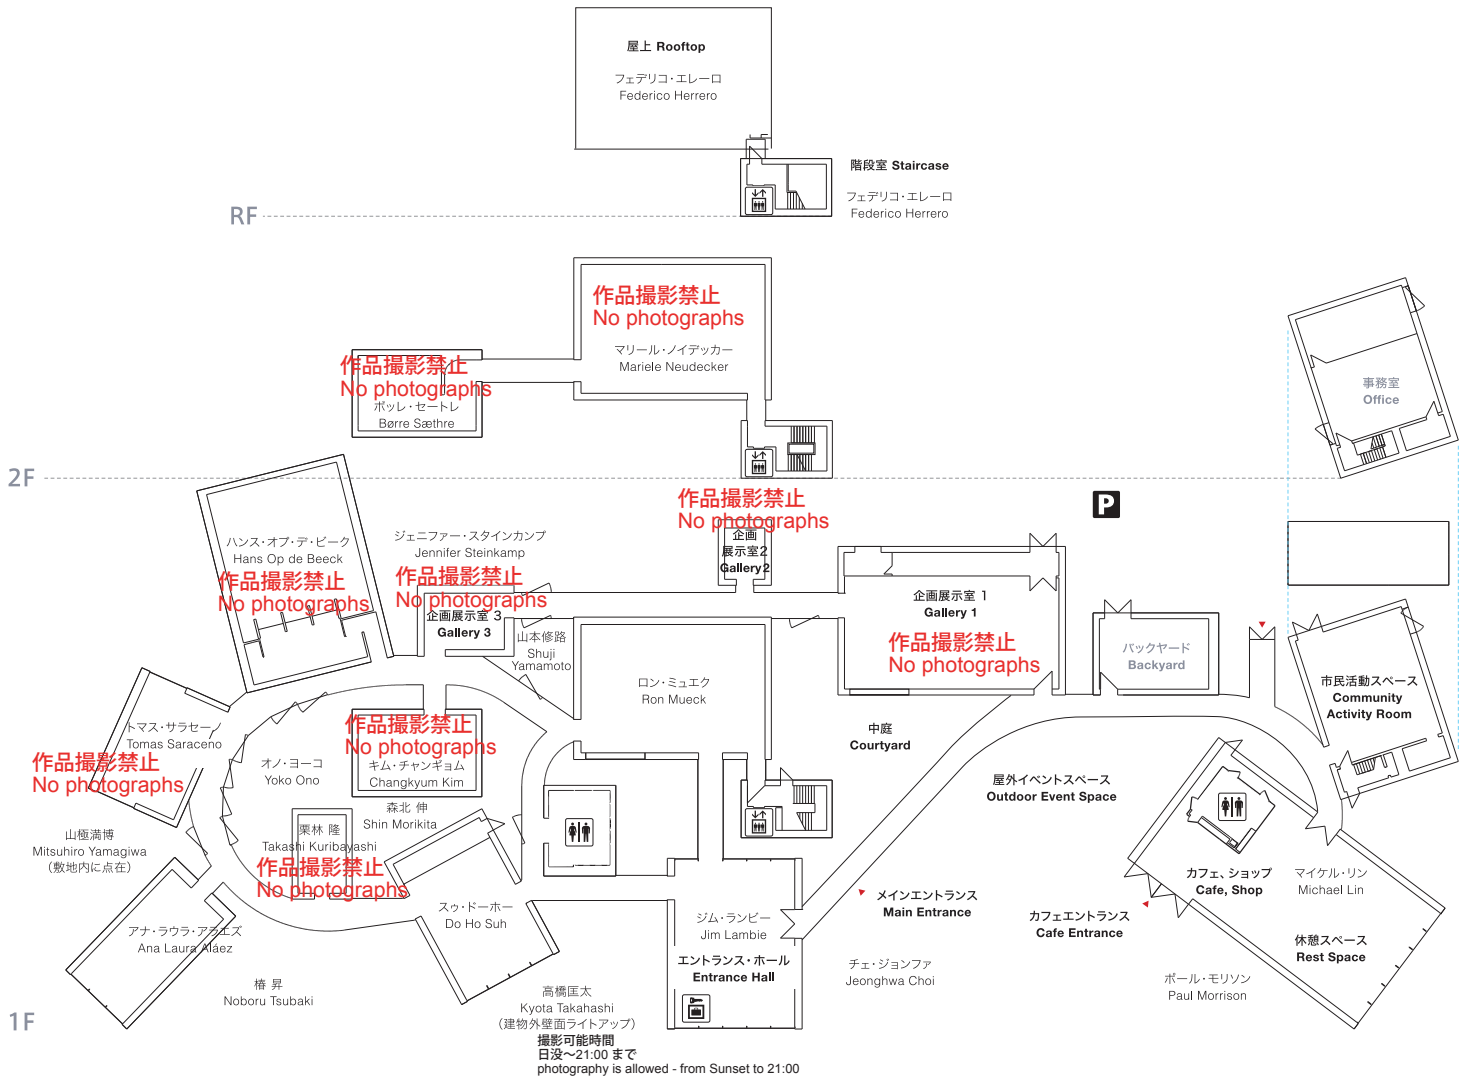 屋上 Rooftop
フェデリコ・エレーロ
Federico Herrero
階段室 Staircase
フェデリコ・エレーロ
Federico Herrero
RF
作品撮影禁止
No photographs
マリール・ノイデッカー
Mariele Neudecker
作品撮影禁止
No photographs
ボッレ・セートレ
Børre Sæthre
事務室
Office
2F
作品撮影禁止
No photographs
企画
展示室2
Gallery2
P
ハンス・オプ・デ・ビーク
Hans Op de Beeck
作品撮影禁止
No photographs
ジェニファー・スタインカンプ
Jennifer Steinkamp
作品撮影禁止
No photographs
企画展示室 3
Gallery 3
山本修路
Shuji
Yamamoto
企画展示室 1
Gallery 1
作品撮影禁止
No photographs
バックヤード
Backyard
市民活動スペース
Community
Activity Room
ロン・ミュエク
Ron Mueck
中庭
Courtyard
トマス・サラセーノ
Tomas Saraceno
作品撮影禁止
No photographs
オノ・ヨーコ
Yoko Ono
作品撮影禁止
No photographs
キム・チャンギョム
Changkyum Kim
屋外イベントスペース
Outdoor Event Space
森北 伸
Shin Morikita
栗林 隆
Takashi Kuribayashi
作品撮影禁止
No photographs
山極満博
Mitsuhiro Yamagiwa
（敷地内に点在）
カフェ、ショップ
Cafe, Shop
マイケル・リン
Michael Lin
メインエントランス
Main Entrance
カフェエントランス
Cafe Entrance
スゥ・ドーホー
Do Ho Suh
ジム・ランビー
Jim Lambie
アナ・ラウラ・アラエズ
Ana Laura Aláez
休憩スペース
Rest Space
エントランス・ホール
Entrance Hall
チェ・ジョンファ
Jeonghwa Choi
ポール・モリソン
Paul Morrison
椿 昇
Noboru Tsubaki
高橋匡太
Kyota Takahashi
（建物外壁面ライトアップ）
撮影可能時間
日没〜21:00 まで
photography is allowed - from Sunset to 21:00
1F